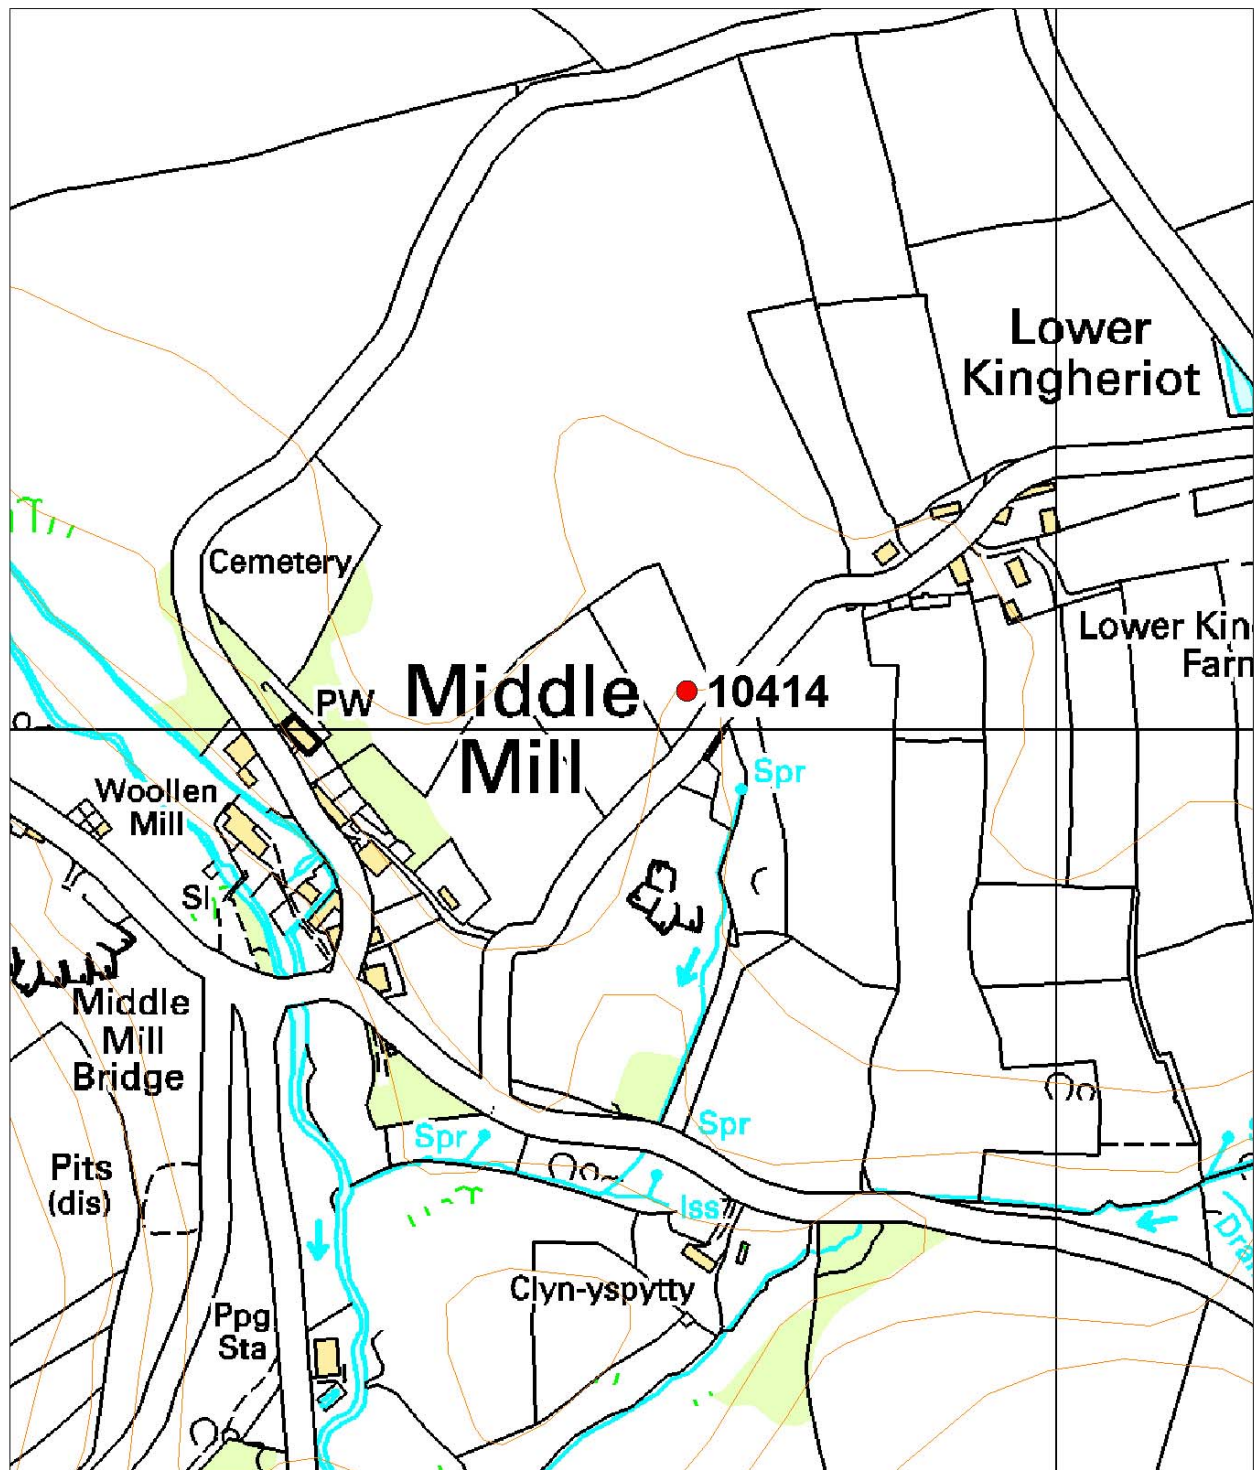 Lower
Kingheriot
Cemetery
Lower Kin
Farm
PW
Middle
Mill
10414
Spr
Woollen
Mill
Sl
Middle
Mill
Bridge
Spr
Spr
Pits
(dis)
Iss
Clyn-yspytty
Ppg
Sta